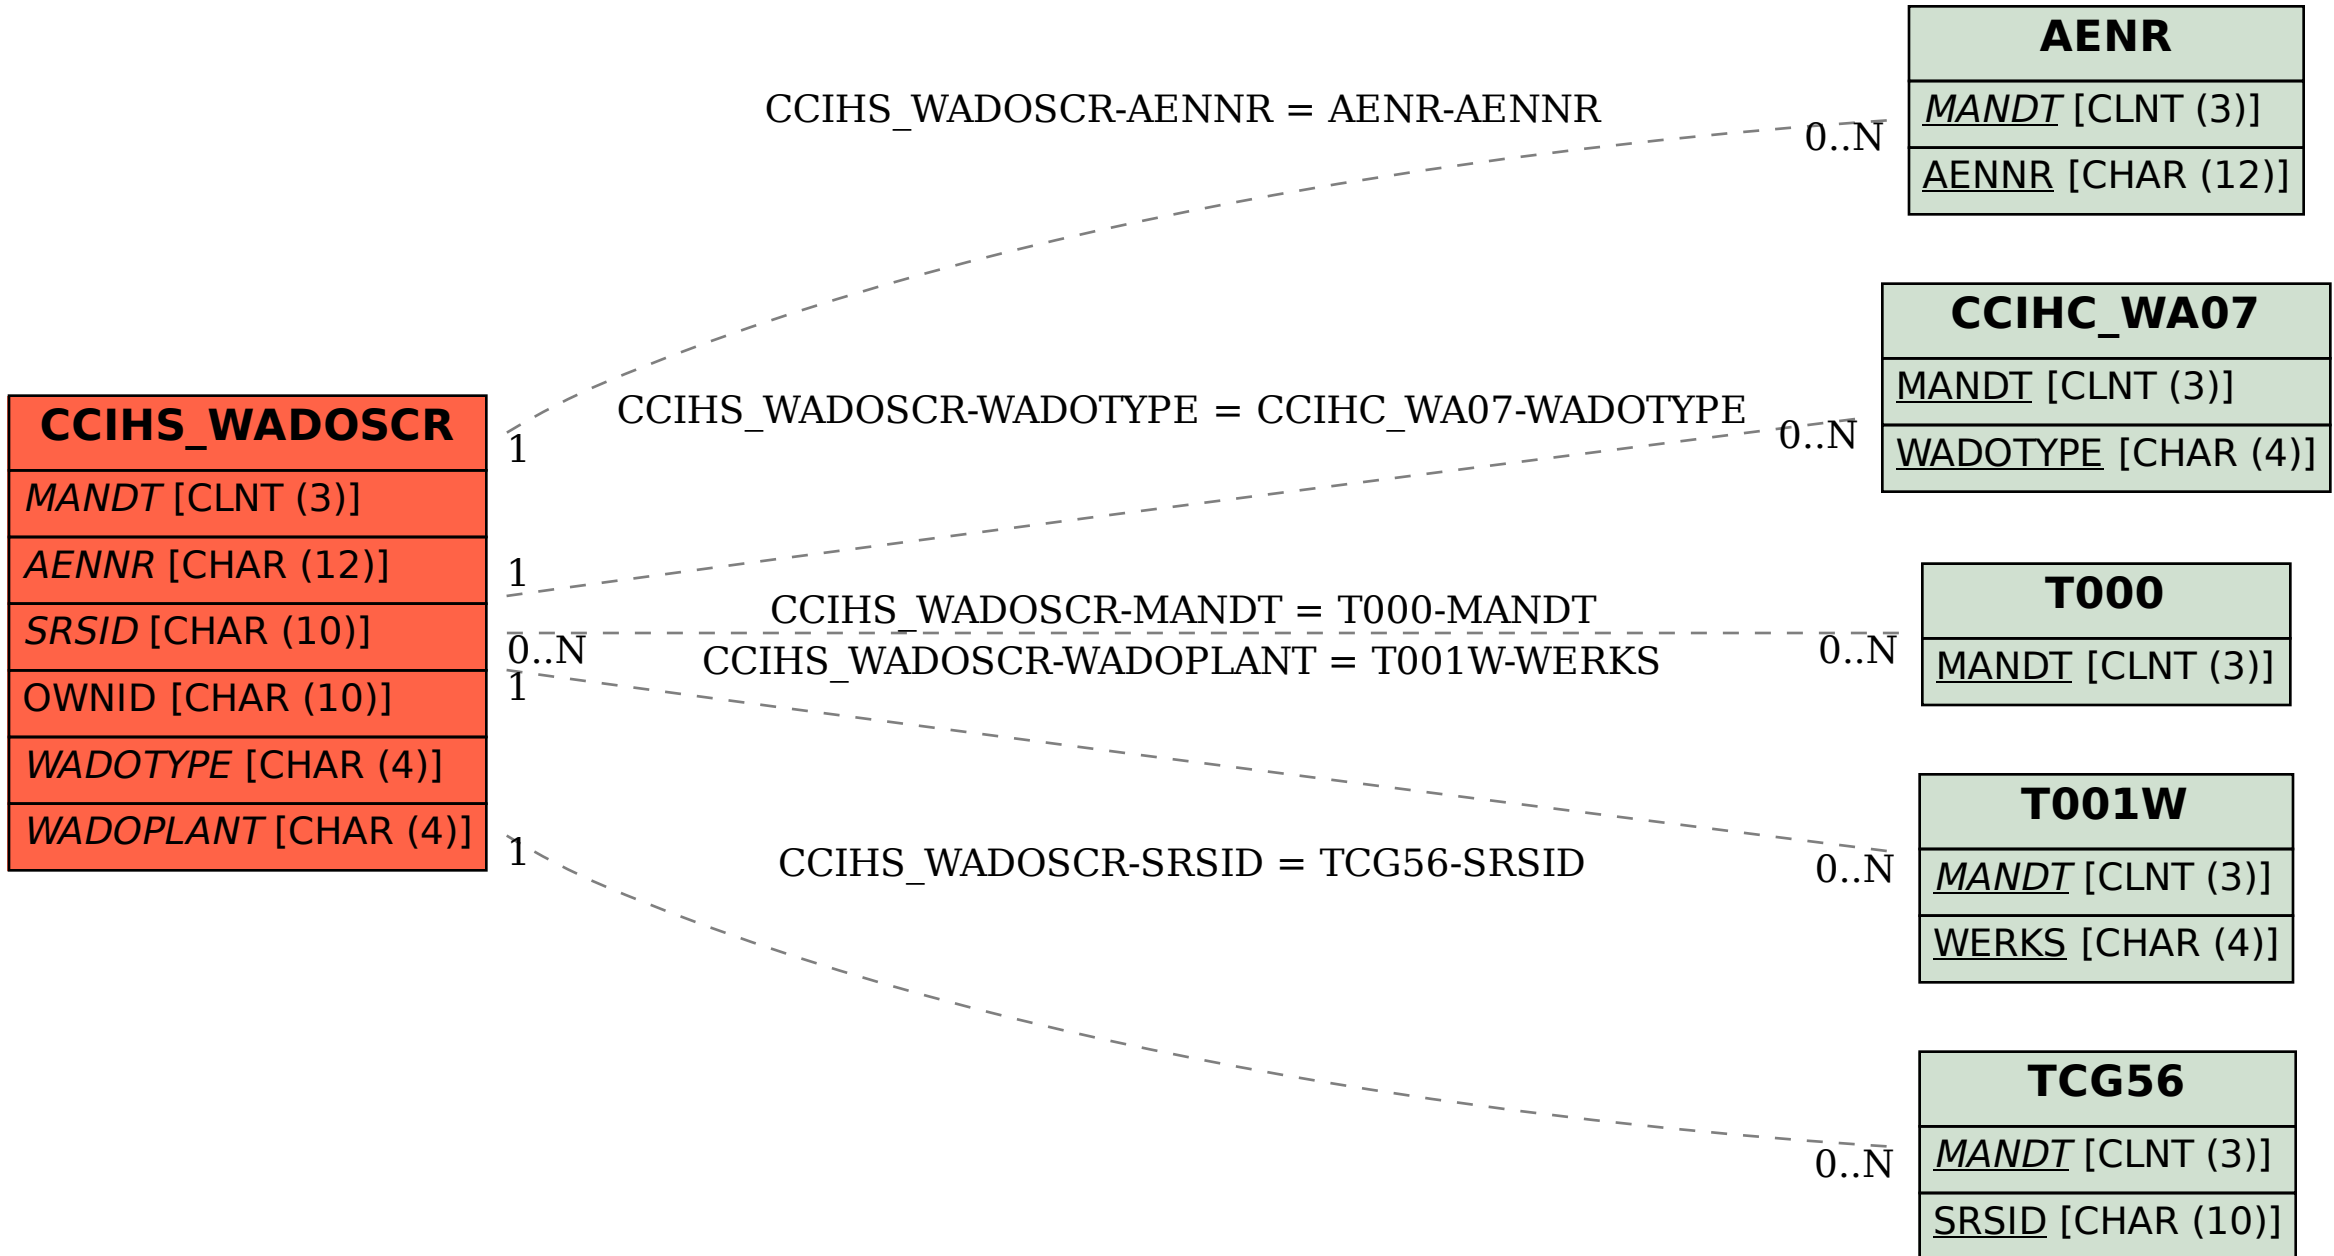 CCIHS_WADOSCR
MANDT [CLNT (3)]
AENNR [CHAR (12)]
SRSID [CHAR (10)]
OWNID [CHAR (10)]
WADOTYPE [CHAR (4)]
WADOPLANT [CHAR (4)]
CCIHS_WADOSCR-AENNR = AENR-AENNR
1
0..N
CCIHS_WADOSCR-WADOTYPE = CCIHC_WA07-WADOTYPE
1
0..N
CCIHS_WADOSCR-MANDT = T000-MANDT
0..N
0..N
CCIHS_WADOSCR-WADOPLANT = T001W-WERKS
1
0..N
CCIHS_WADOSCR-SRSID = TCG56-SRSID
1
0..N
AENR
MANDT [CLNT (3)]
AENNR [CHAR (12)]
CCIHC_WA07
MANDT [CLNT (3)]
WADOTYPE [CHAR (4)]
T000
MANDT [CLNT (3)]
T001W
MANDT [CLNT (3)]
WERKS [CHAR (4)]
TCG56
MANDT [CLNT (3)]
SRSID [CHAR (10)]